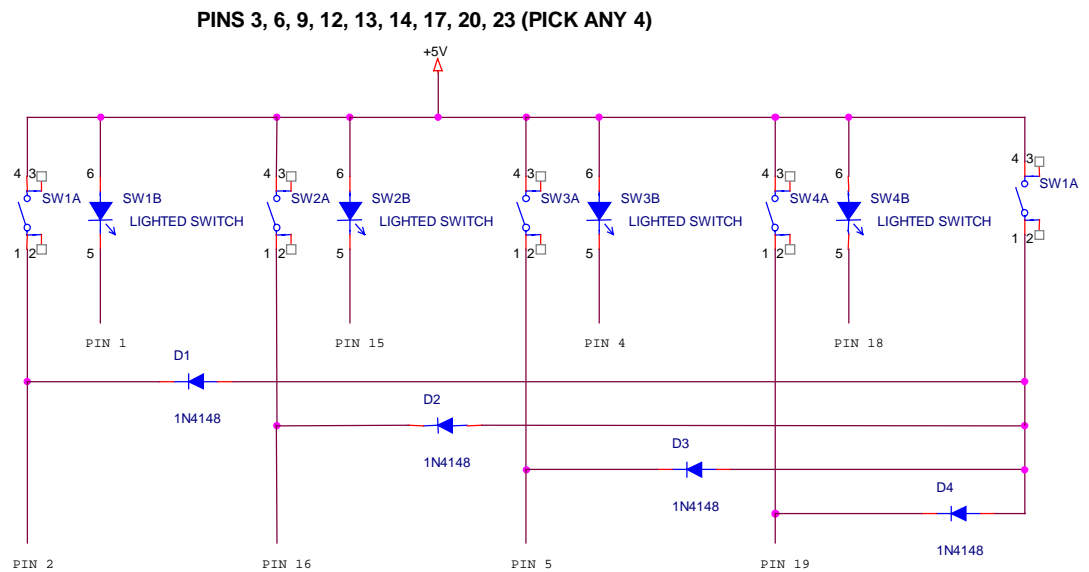 PINS 3, 6, 9, 12, 13, 14, 17, 20, 23 (PICK ANY 4)
+5V
4 3 6 4 3 6 4 3 6 4 3 6 4 3
SW1A SW1B SW2A SW2B SW3A SW3B SW4A SW4B SW1A
LIGHTED SWITCH LIGHTED SWITCH LIGHTED SWITCH LIGHTED SWITCH
1 2 5 1 2 5 1 2 5 1 2 5 1 2
PIN 1 PIN 15 PIN 4 PIN 18
D1
1N4148
D2
1N4148
D3
1N4148
D4
1N4148
PIN 2 PIN 16 PIN 5 PIN 19